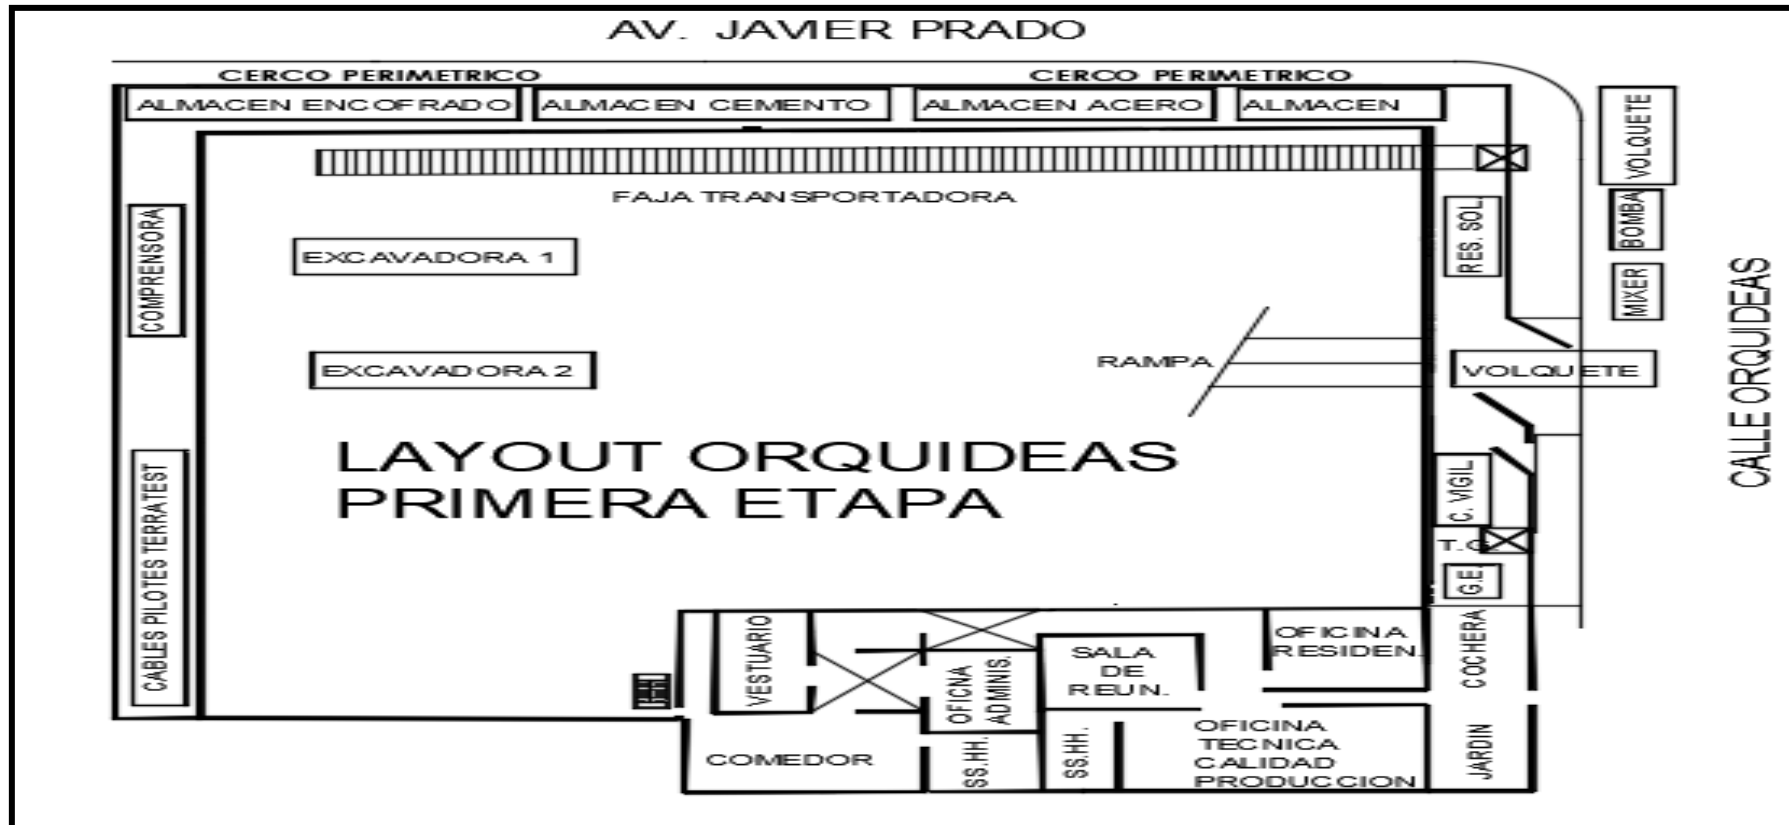 AV. JAVIER PRADO
CERCO PERIMETRICO
CERCO PERIMETRICO
ALMACEN ENCOFRADO
ALMACEN CEMENTO
ALMACEN ACERO
ALMACEN
VOLQUETE
FAJA TRANSPORTADORA
COMPRENSORA
EXCAVADORA 1
RES. SOL.
BOMBA
MIXER
CALLE ORQUIDEAS
EXCAVADORA 2
RAMPA
VOLQUETE
LAYOUT ORQUIDEAS
PRIMERA ETAPA
CABLES PILOTES TERRATEST
C. VIGIL
T.G.
G.E.
VESTUARIO
OFICNA
ADMINIS.
SALA
DE
REUN.
OFICINA
RESIDEN.
COCHERA
COMEDOR
SS.HH.
SS.HH.
OFICINA
TECNICA
CALIDAD
PRODUCCION
JARDIN